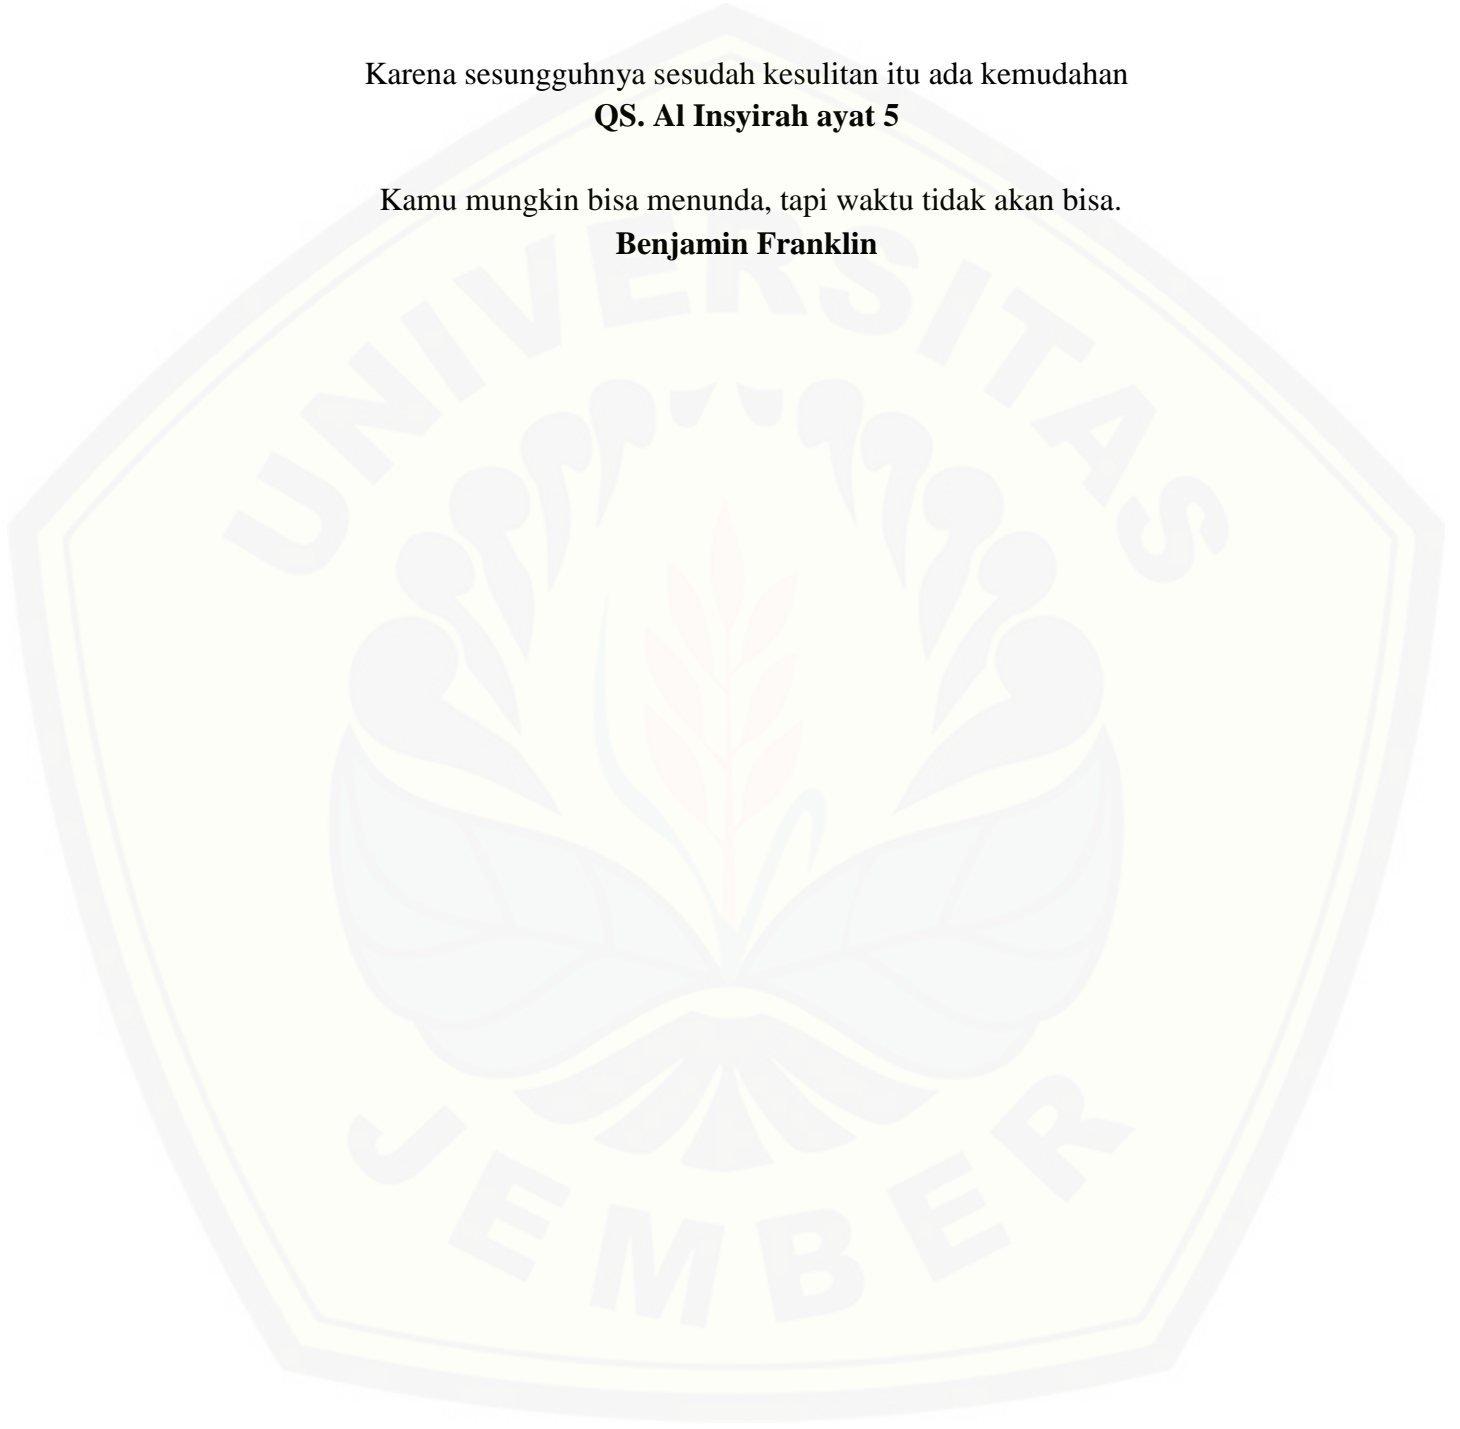 Karena sesungguhnya sesudah kesulitan itu ada kemudahan
QS. Al Insyirah ayat 5
Kamu mungkin bisa menunda, tapi waktu tidak akan bisa.
Benjamin Franklin
UNIVERSITAS
JEMBER